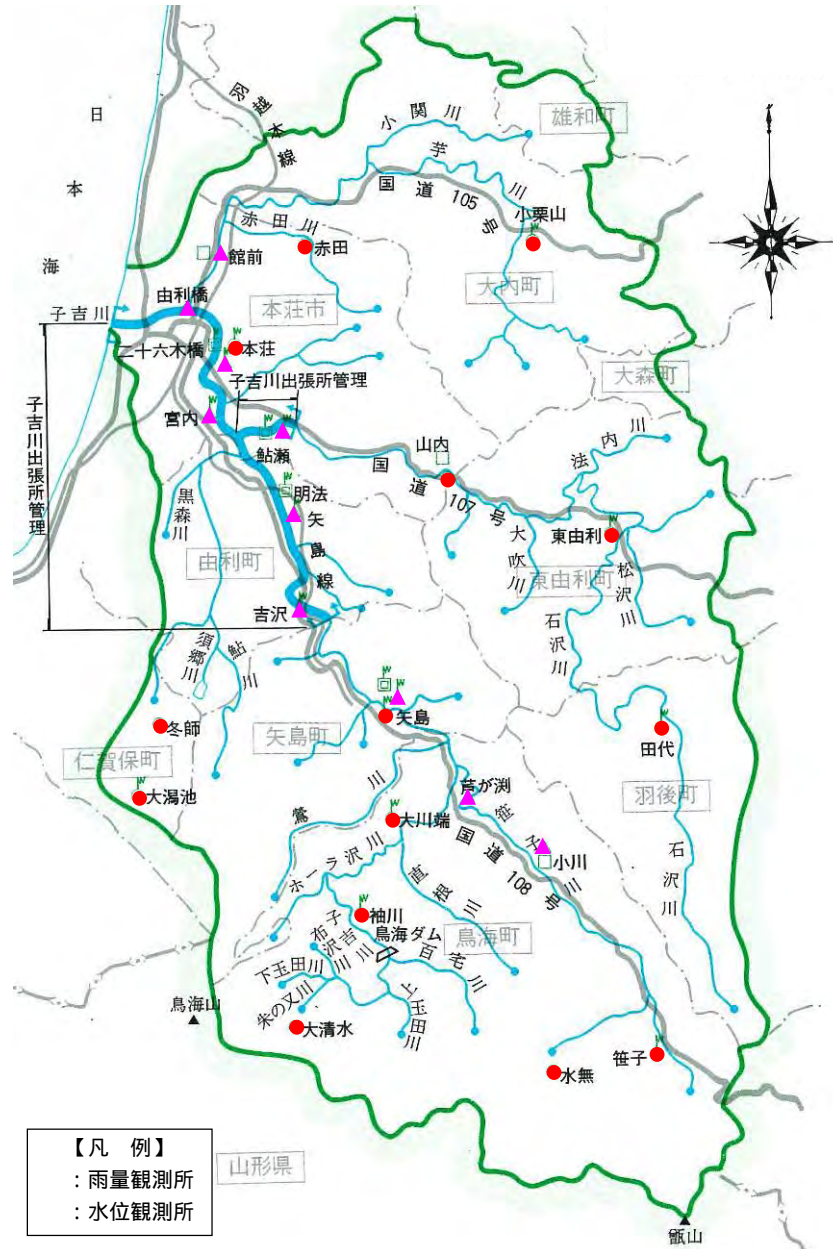 日本海
羽越本線
小関川
雄和町
芋川
国道105号
小栗山
赤田川
赤田
館前
大内町
由利橋
本荘市
子吉川
二十六木橋
本荘
大森町
子吉川出張所管理
子吉川出張所管理
宮内
山内
鮎瀬
国道107号
法内川
明法
黒森川
矢島線
大吹川
東由利
由利町
東由利町
松沢川
吉沢
石沢川
須郷川
鮎川
冬師
矢島
矢島町
田代
仁賀保町
大潟池
芦が渕
羽後町
鶯川
大川端
笹子川
小川
石沢川
ホーラ沢川
国道108号
直根三
袖川
鳥海町
子吉川
鳥海ダム
布沢川
百宅川
下玉田川
朱の又川
上玉田川
鳥海山
大清水
水無
笹子
【凡 例】
：雨量観測所
：水位観測所
山形県
甑山